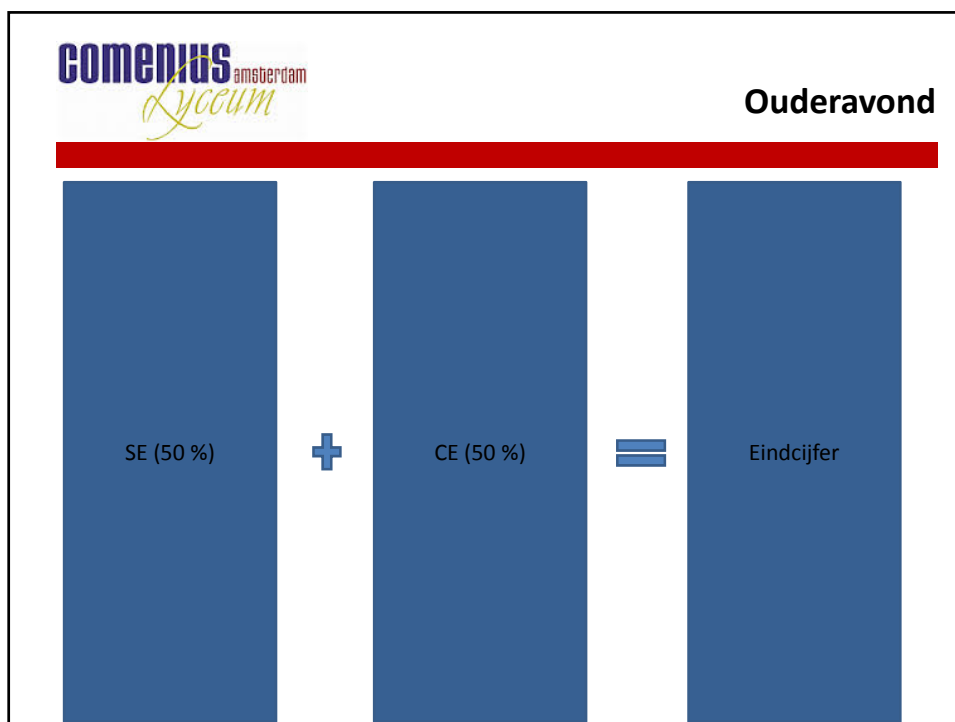 COMENIUS amsterdam
Lyceum
Ouderavond
SE (50 %)
CE (50 %)
Eindcijfer